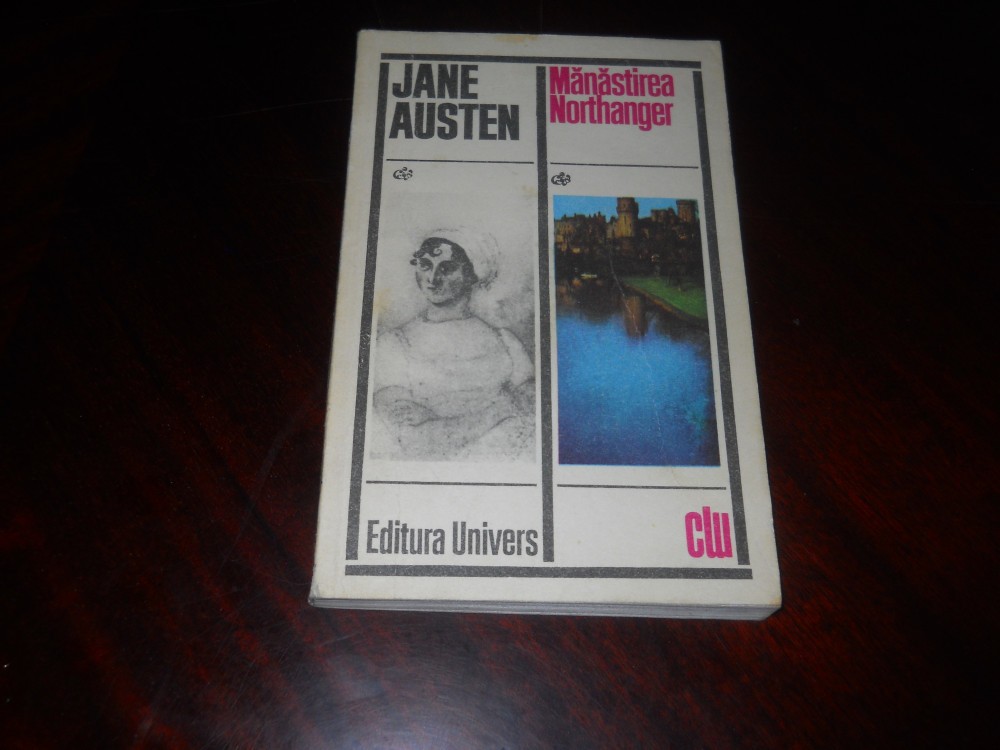 JANE
AUSTEN
Mănăstirea
Northanger
Editura Univers
clu